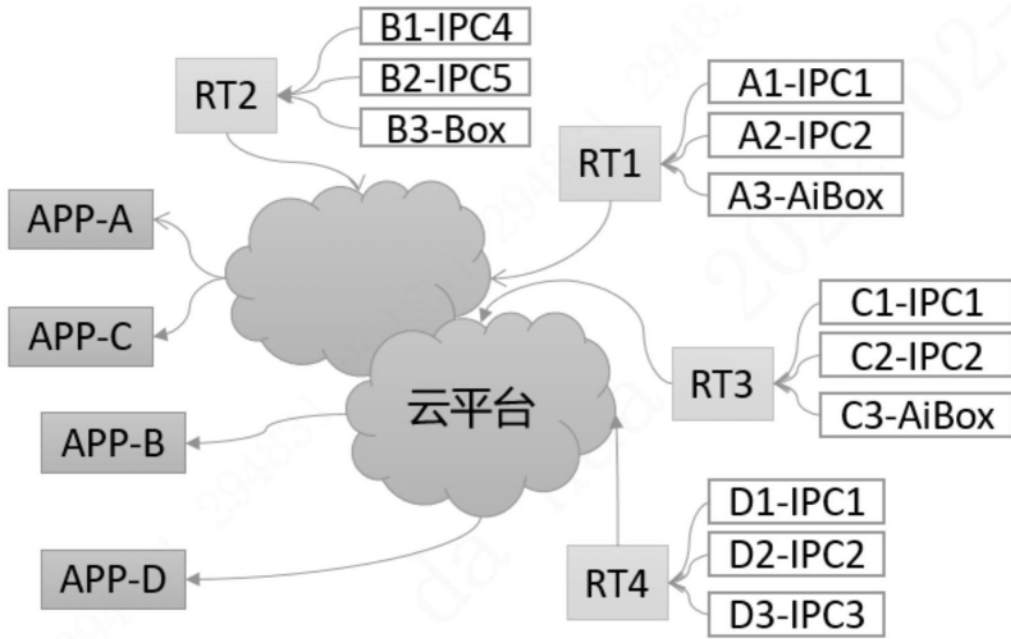 B1-IPC4
RT2
B2-IPC5
B3-Box
A1-IPC1
RT1
A2-IPC2
A3-AiBox
APP-A
APP-C
C1-IPC1
RT3
C2-IPC2
C3-AiBox
云平台
APP-B
D1-IPC1
RT4
D2-IPC2
D3-IPC3
APP-D